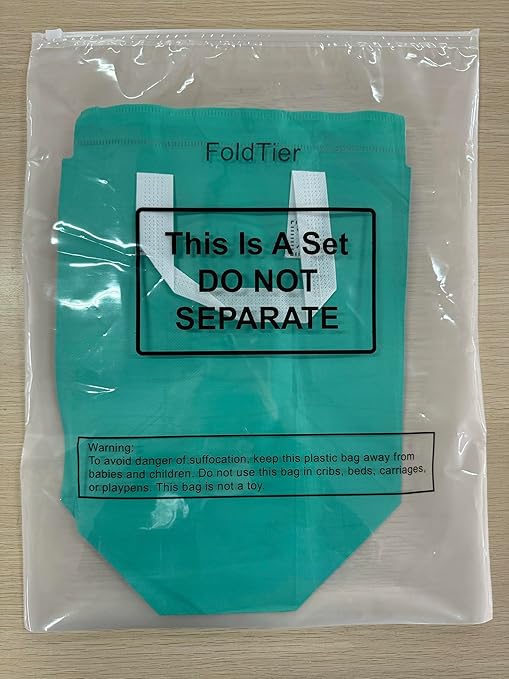 FoldTier
This Is A Set
DO NOT
SEPARATE
Warning:
To avoid danger of suffocation, keep this plastic bag away from
babies and children. Do not use this bag in cribs, beds, carriages,
or playpens. This bag is not a toy.